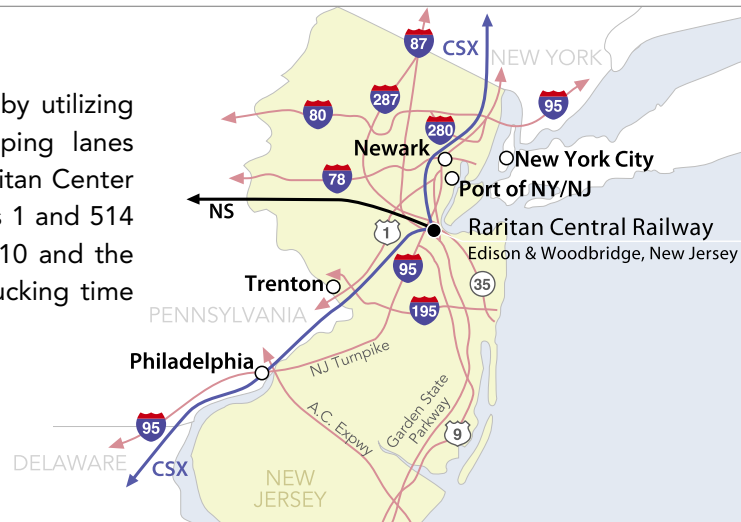 by utilizing
ping lanes
itan Center
s 1 and 514
10 and the
ucking time
87
CSX
NEW YORK
287
95
80
280
Newark
New York City
78
Port of NY/NJ
NS
1
Raritan Central Railway
Edison & Woodbridge, New Jersey
95
Trenton
35
195
PENNSYLVANIA
Philadelphia
NJ Turnpike
Garden State
Parkway
A.C. Expwy
95
9
DELAWARE
CSX
NEW
JERSEY